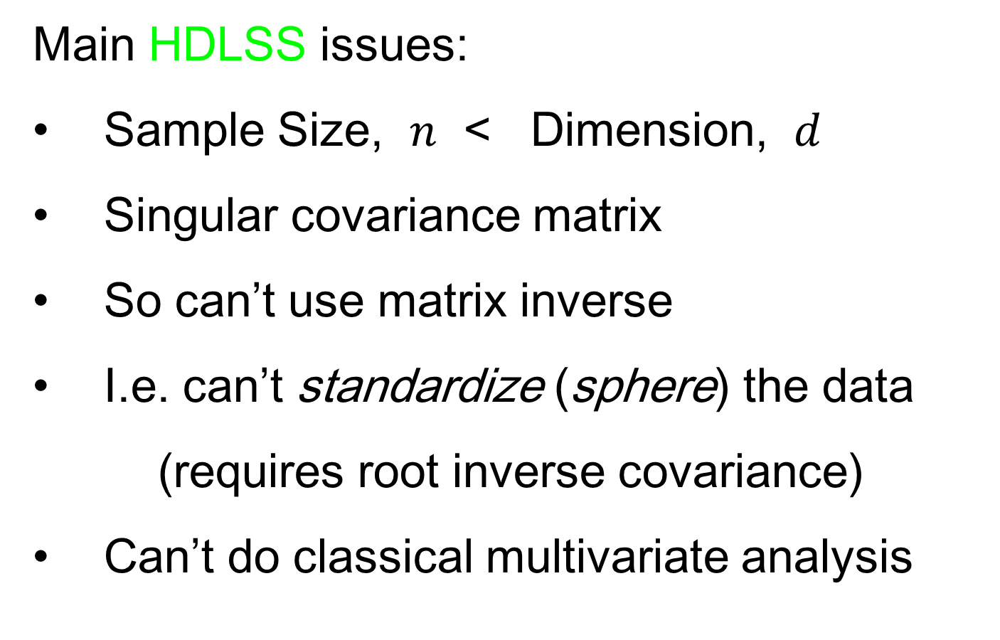 Main HDLSS issues:
• Sample Size, n < Dimension, d
• Singular covariance matrix
• So can’t use matrix inverse
• I.e. can’t standardize (sphere) the data
(requires root inverse covariance)
• Can’t do classical multivariate analysis